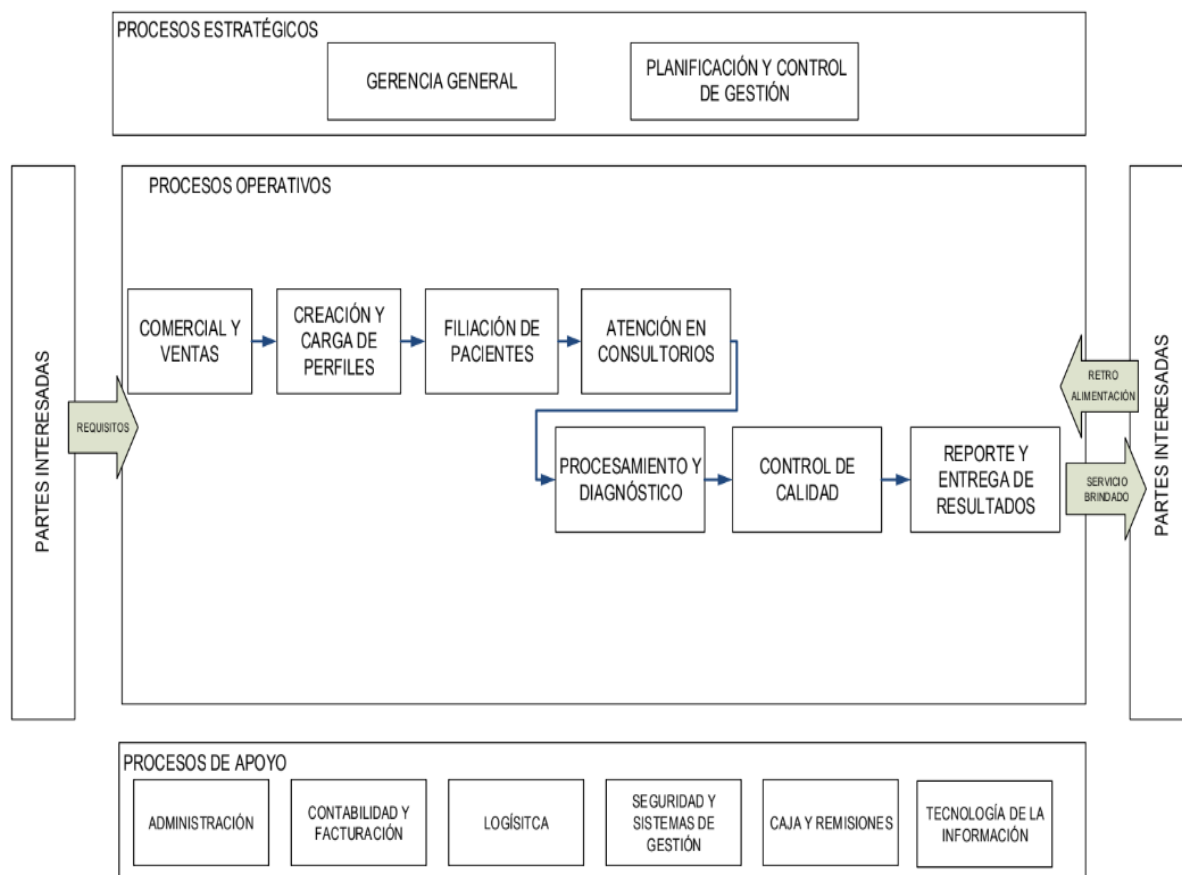 PROCESOS ESTRATÉGICOS
GERENCIA GENERAL
PLANIFICACIÓN Y CONTROL
DE GESTIÓN
PARTES INTERESADAS
REQUISITOS
PROCESOS OPERATIVOS
COMERCIAL Y
VENTAS
CREACIÓN Y
CARGA DE
PERFILES
FILIACIÓN DE
PACIENTES
ATENCIÓN EN
CONSULTORIOS
PROCESAMIENTO Y
DIAGNÓSTICO
CONTROL DE
CALIDAD
REPORTE Y
ENTREGA DE
RESULTADOS
RETRO
ALIMENTACIÓN
SERVICIO
BRINDADO
PARTES INTERESADAS
PROCESOS DE APOYO
ADMINISTRACIÓN
CONTABILIDAD Y
FACTURACIÓN
LOGÍSITCA
SEGURIDAD Y
SISTEMAS DE
GESTIÓN
CAJA Y REMISIONES
TECNOLOGÍA DE LA
INFORMACIÓN